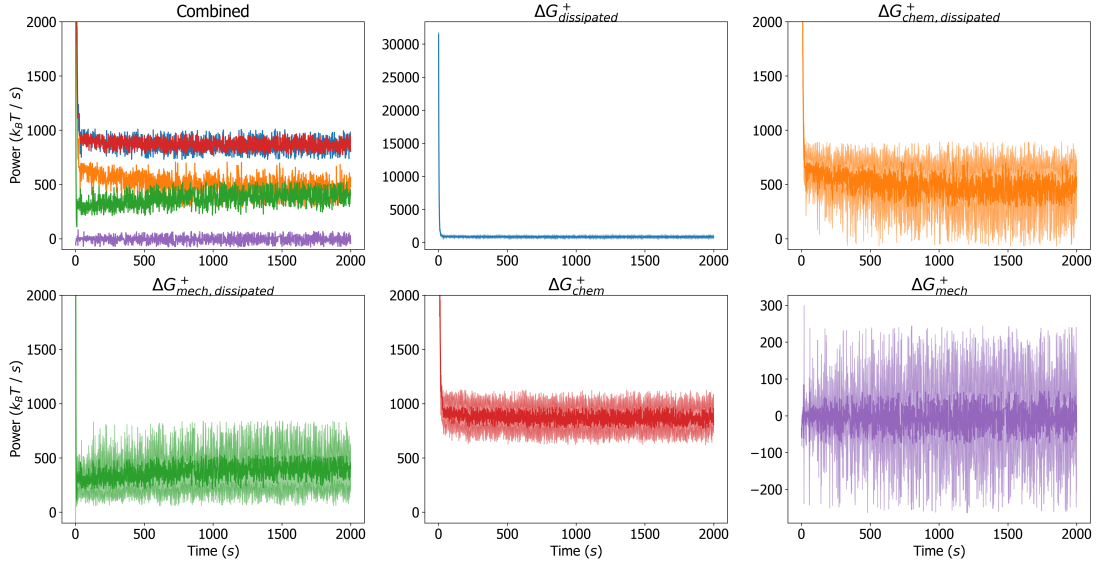 Combined
ΔG⁺dissipated
ΔG⁺chem, dissipated
Power (k_BT / s)
2000
1500
1000
500
0
0 500 1000 1500 2000
30000
25000
20000
15000
10000
5000
0
0 500 1000 1500 2000
2000
1500
1000
500
0
0 500 1000 1500 2000
ΔG⁺mech, dissipated
ΔG⁺chem
ΔG⁺mech
Power (k_BT / s)
2000
1500
1000
500
0
0 500 1000 1500 2000
Time (s)
2000
1500
1000
500
0
0 500 1000 1500 2000
Time (s)
300
200
100
0
−100
−200
0 500 1000 1500 2000
Time (s)